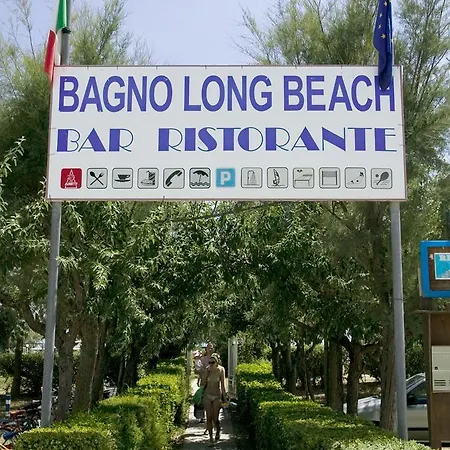 BAGNO LONG BEACH
BAR RISTORANTE
P